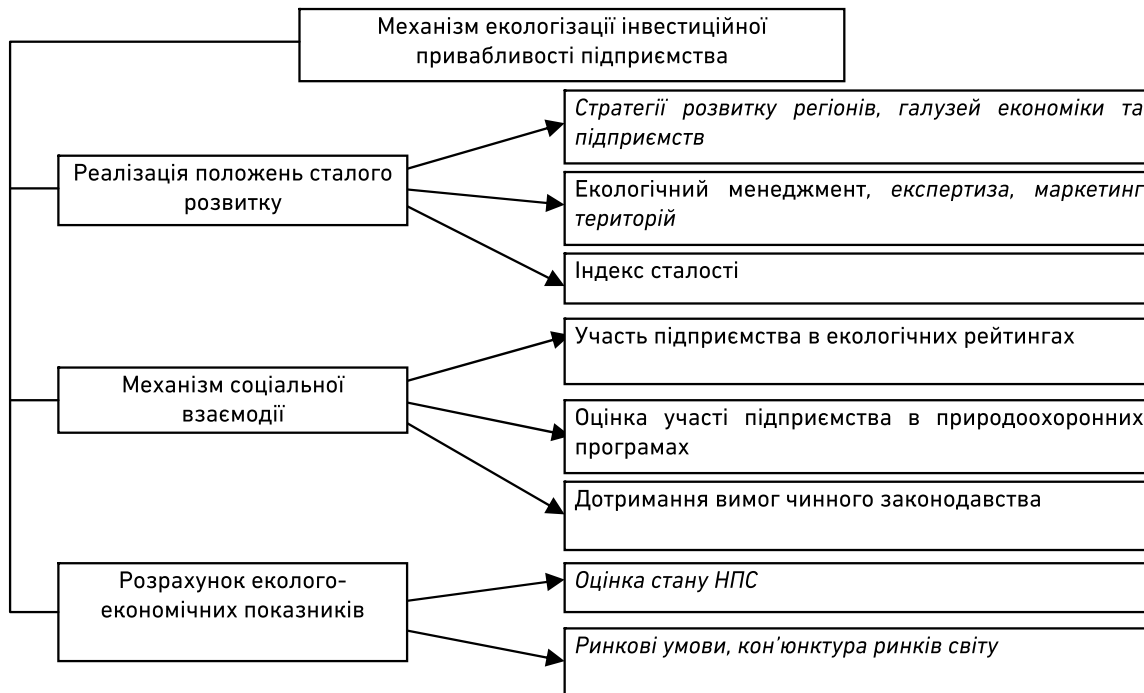 Механізм екологізації інвестиційної
привабливості підприємства
Стратегії розвитку регіонів, галузей економіки та
підприємств
Реалізація положень сталого
розвитку
Екологічний менеджмент, експертиза, маркетинг
територій
Індекс сталості
Участь підприємства в екологічних рейтингах
Механізм соціальної
взаємодії
Оцінка участі підприємства в природоохоронних
програмах
Дотримання вимог чинного законодавства
Розрахунок еколого-
економічних показників
Оцінка стану НПС
Ринкові умови, кон’юнктура ринків світу